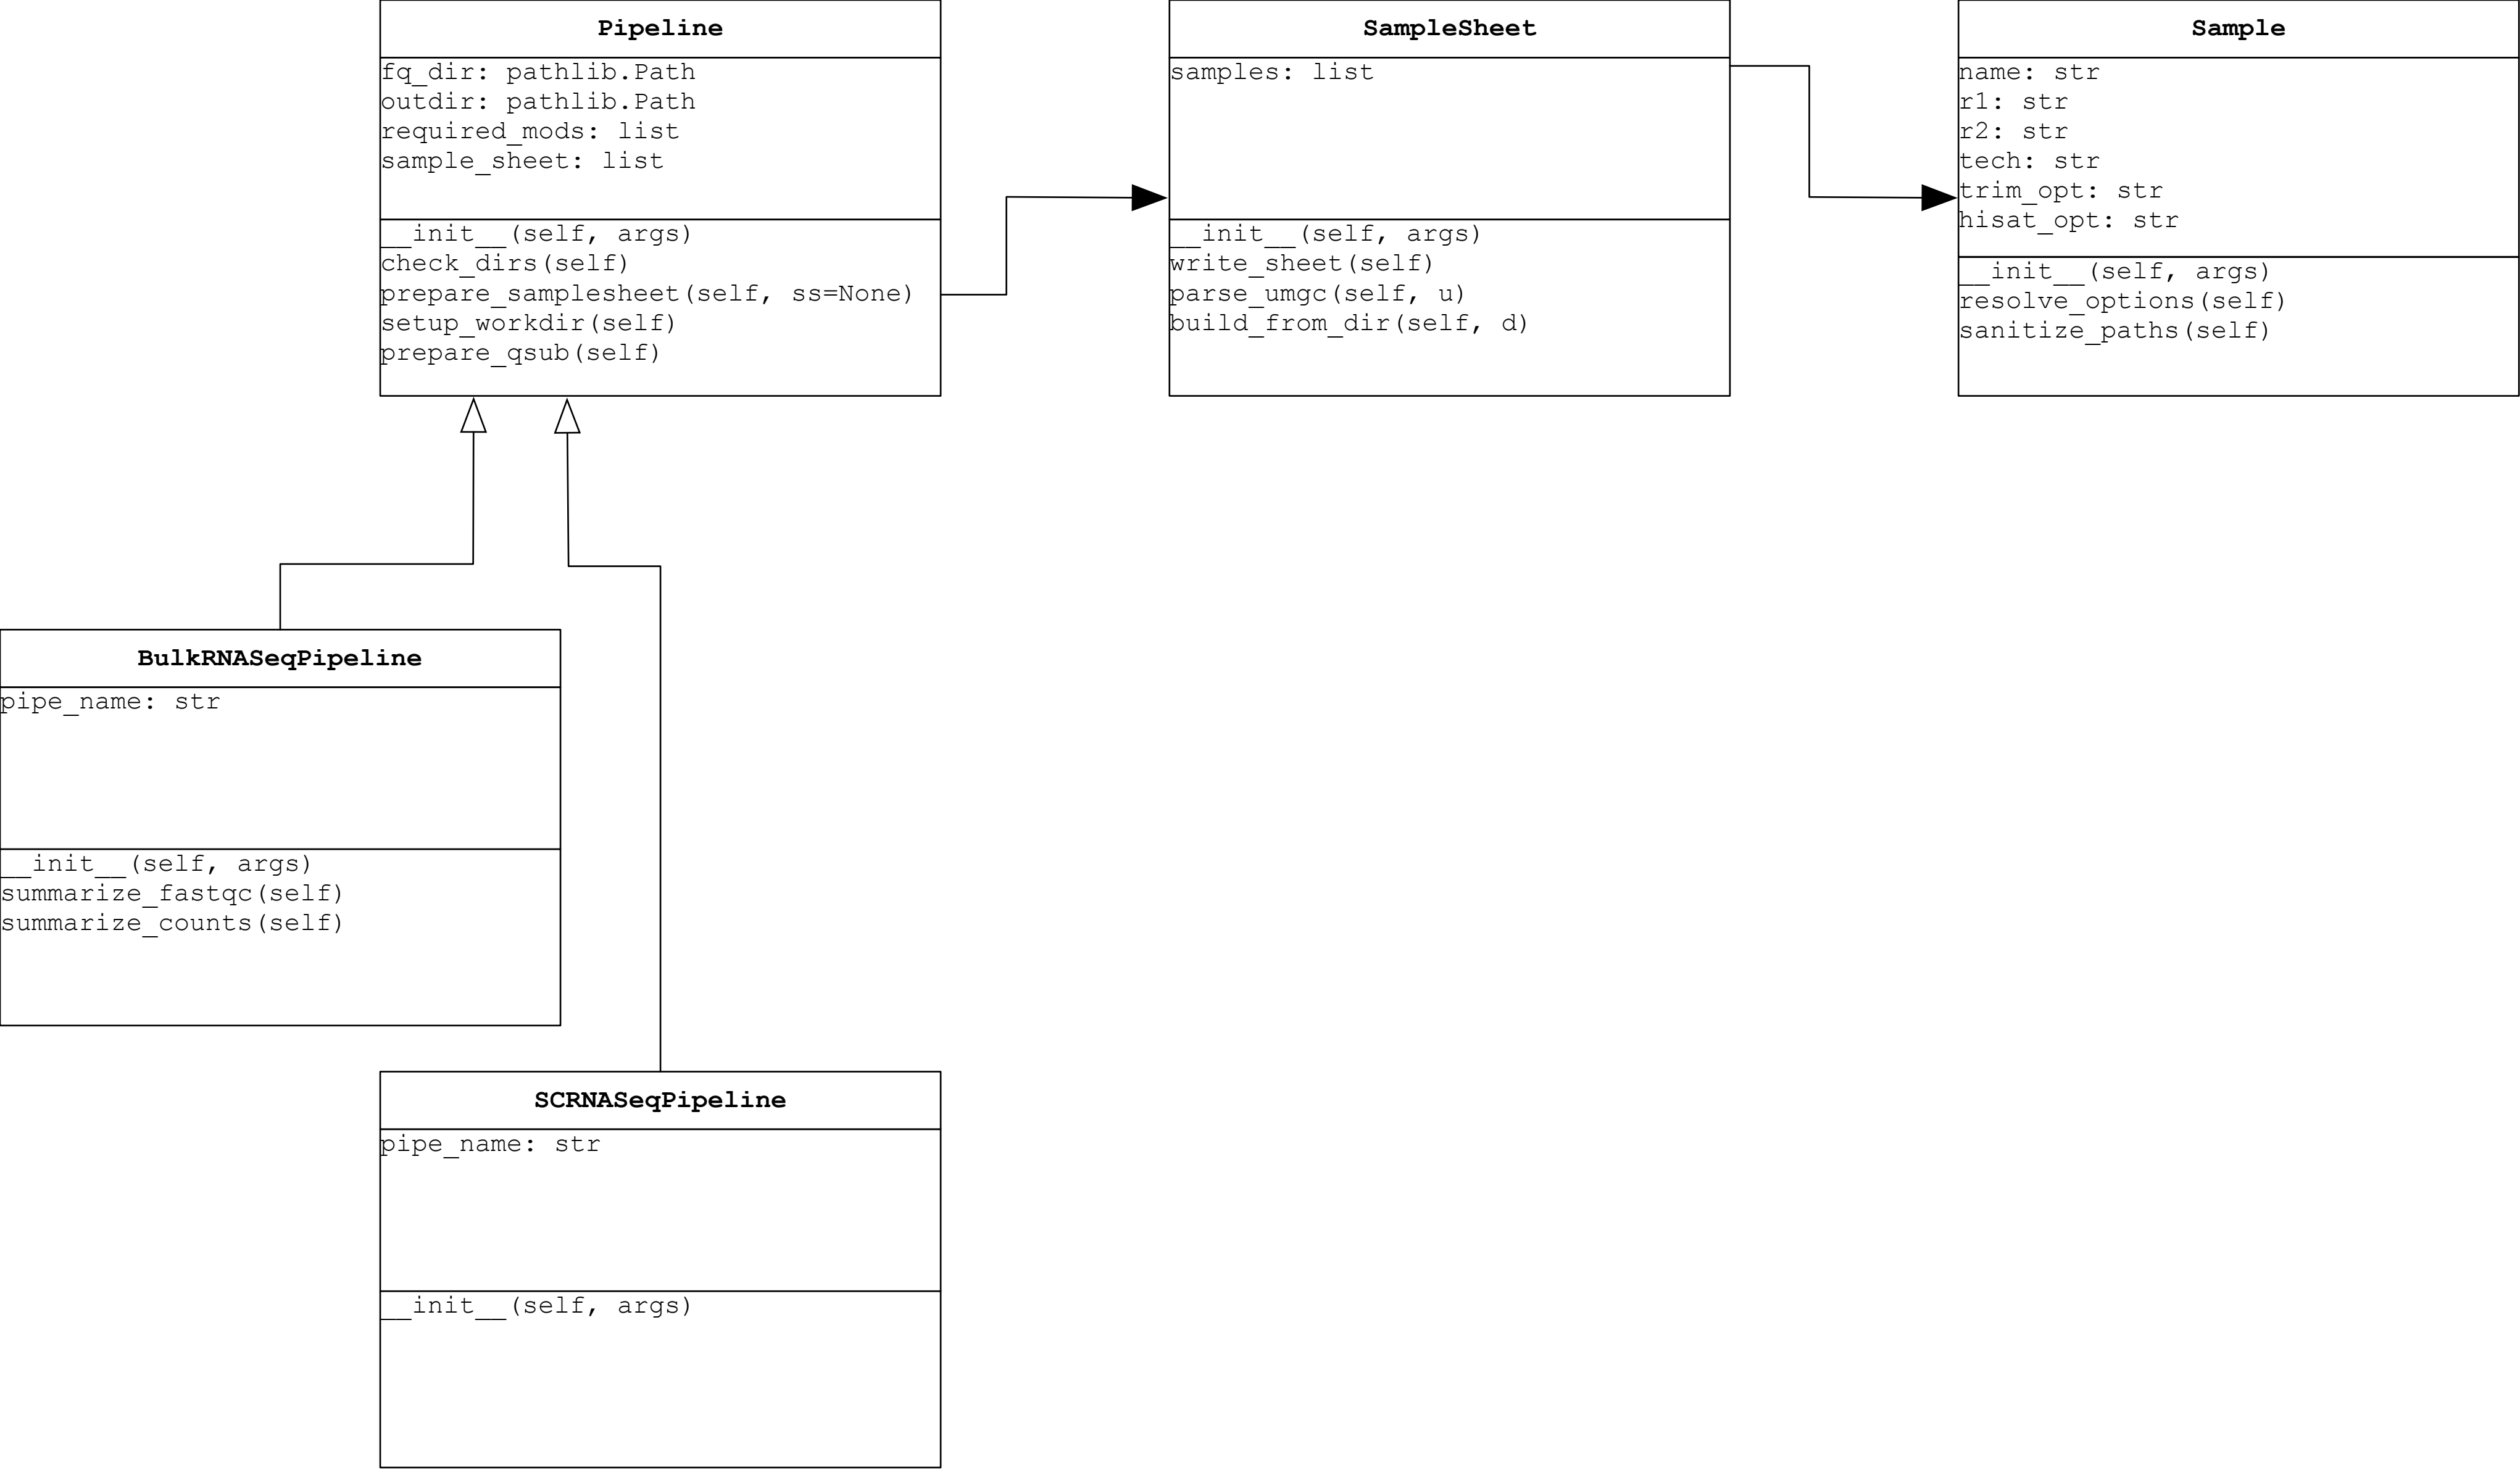 Pipeline
fq_dir: pathlib.Path
outdir: pathlib.Path
required_mods: list
sample_sheet: list
__init__(self, args)
check_dirs(self)
prepare_samplesheet(self, ss=None)
setup_workdir(self)
prepare_qsub(self)
SampleSheet
samples: list
__init__(self, args)
write_sheet(self)
parse_umgc(self, u)
build_from_dir(self, d)
Sample
name: str
r1: str
r2: str
tech: str
trim_opt: str
hisat_opt: str
__init__(self, args)
resolve_options(self)
sanitize_paths(self)
BulkRNASeqPipeline
pipe_name: str
__init__(self, args)
summarize_fastqc(self)
summarize_counts(self)
SCRNASeqPipeline
pipe_name: str
__init__(self, args)